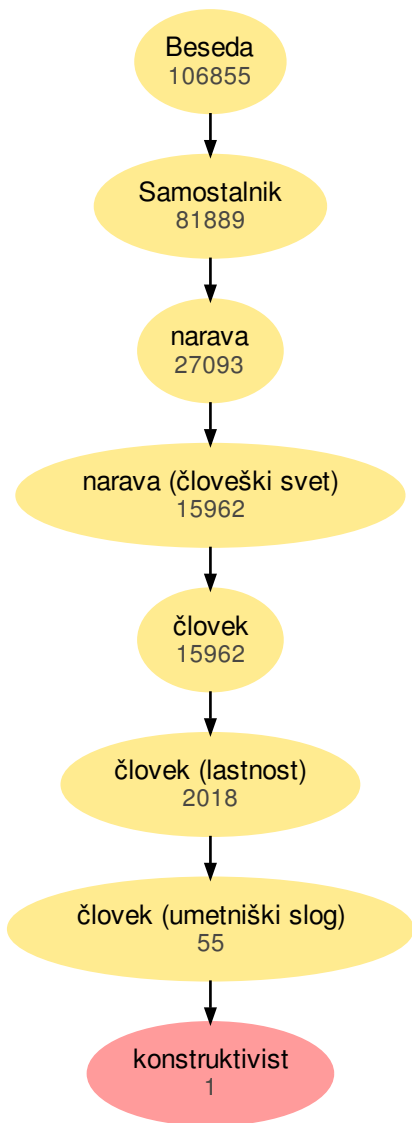 Beseda
106855
Samostalnik
81889
narava
27093
narava (človeški svet)
15962
človek
15962
človek (lastnost)
2018
človek (umetniški slog)
55
konstruktivist
1